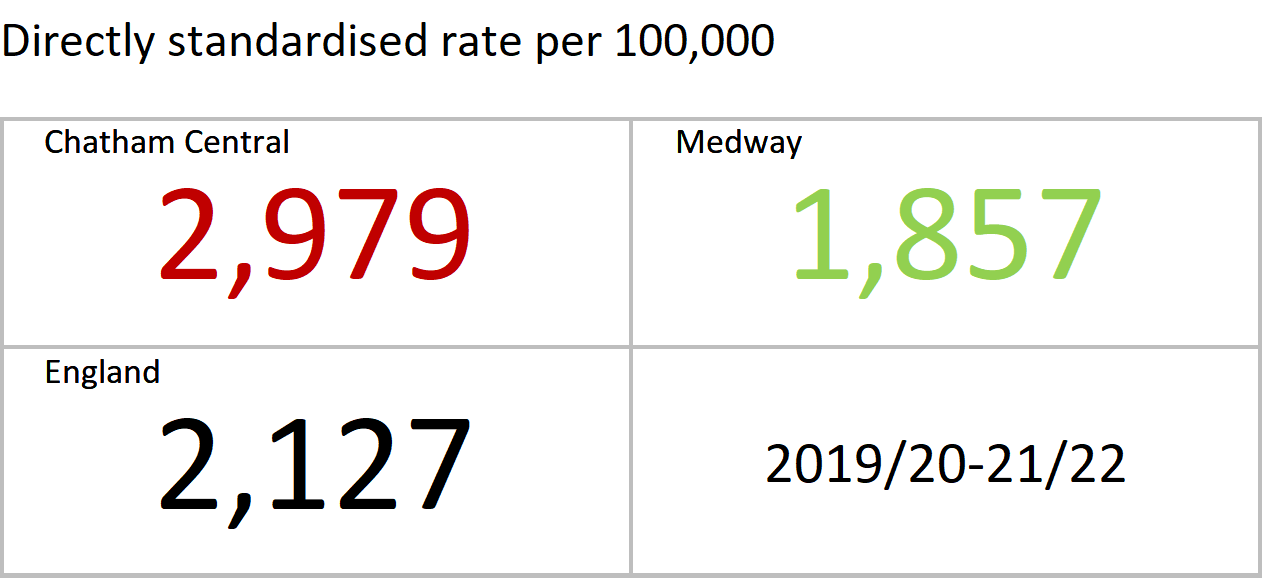 Directly standardised rate per 100,000
Chatham Central
2,979
Medway
1,857
England
2,127
2019/20-21/22